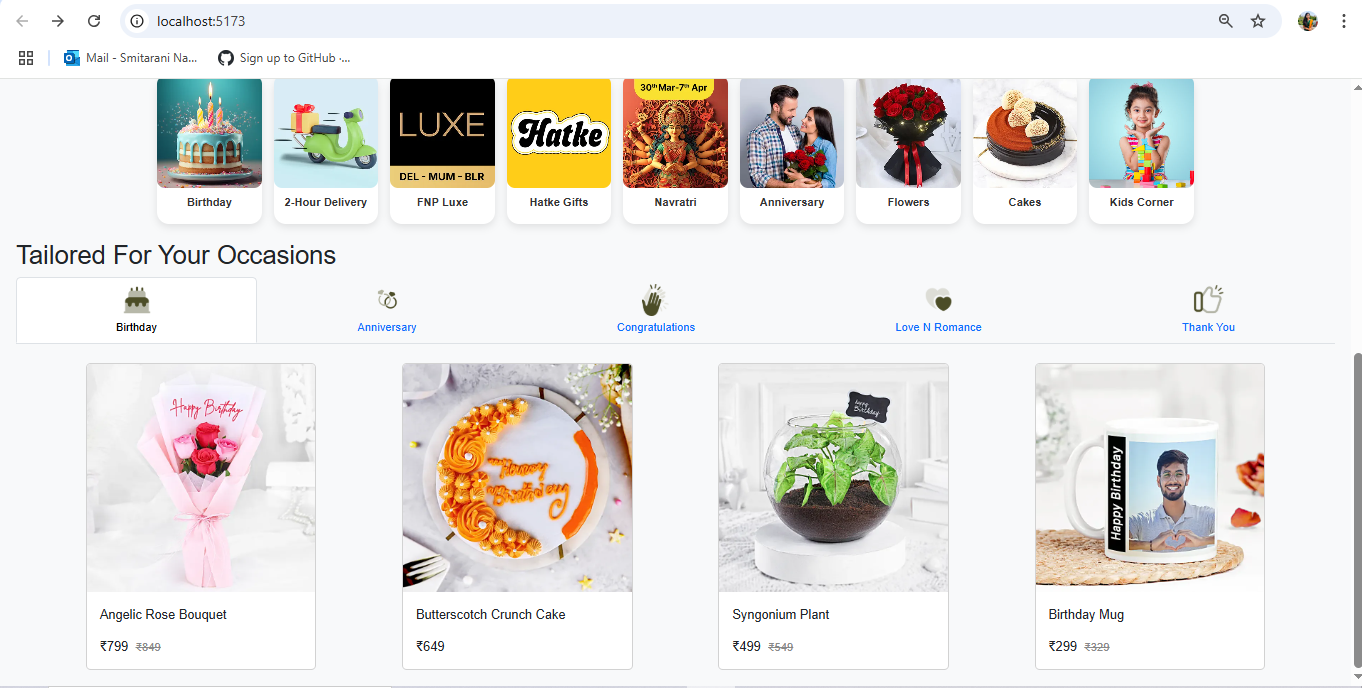 localhost:5173
Mail - Smitarani Na...
Sign up to GitHub ·...
30th Mar-7th Apr
LUXE
Hatke
DEL - MUM - BLR
Birthday
2-Hour Delivery
FNP Luxe
Hatke Gifts
Navratri
Anniversary
Flowers
Cakes
Kids Corner
Tailored For Your Occasions
Birthday
Anniversary
Congratulations
Love N Romance
Thank You
Happy Birthday
Happy
Birthday
Happy
Birthday
Happy Birthday
Angelic Rose Bouquet
Butterscotch Crunch Cake
Syngonium Plant
Birthday Mug
₹799 ₹849
₹649
₹499 ₹549
₹299 ₹329